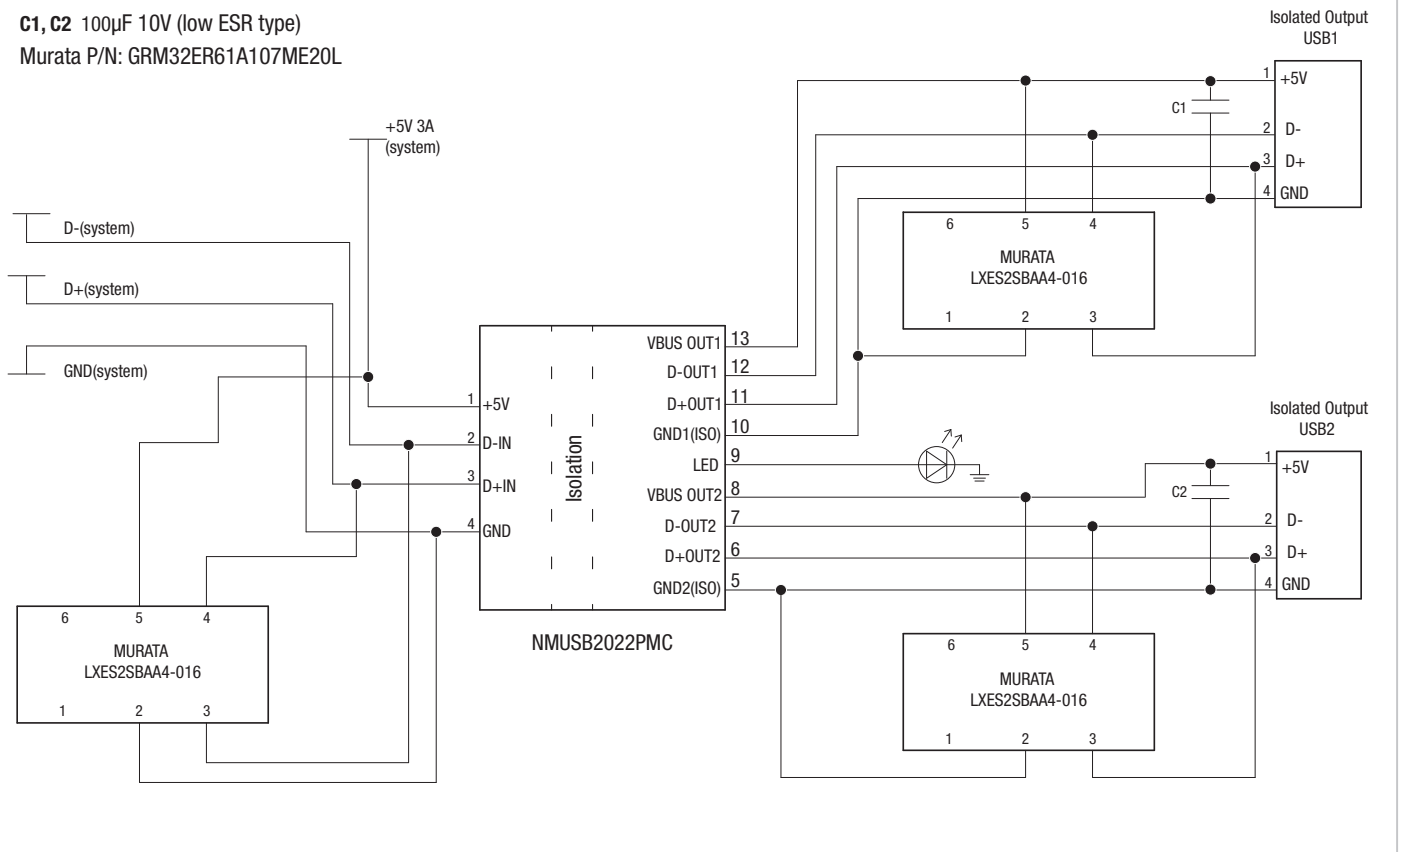 C1, C2 100µF 10V (low ESR type)
Murata P/N: GRM32ER61A107ME20L
+5V 3A
(system)
D-(system)
D+(system)
GND(system)
1 +5V
2 D-IN
3 D+IN
4 GND
Isolation
VBUS OUT1 13
D-OUT1 12
D+OUT1 11
GND1(ISO) 10
LED 9
VBUS OUT2 8
D-OUT2 7
D+OUT2 6
GND2(ISO) 5
NMUSB2022PMC
6 5 4
MURATA
LXES2SBAA4-016
1 2 3
Isolated Output
USB1
1 +5V
C1
2 D-
3 D+
4 GND
6 5 4
MURATA
LXES2SBAA4-016
1 2 3
Isolated Output
USB2
1 +5V
C2
2 D-
3 D+
4 GND
6 5 4
MURATA
LXES2SBAA4-016
1 2 3